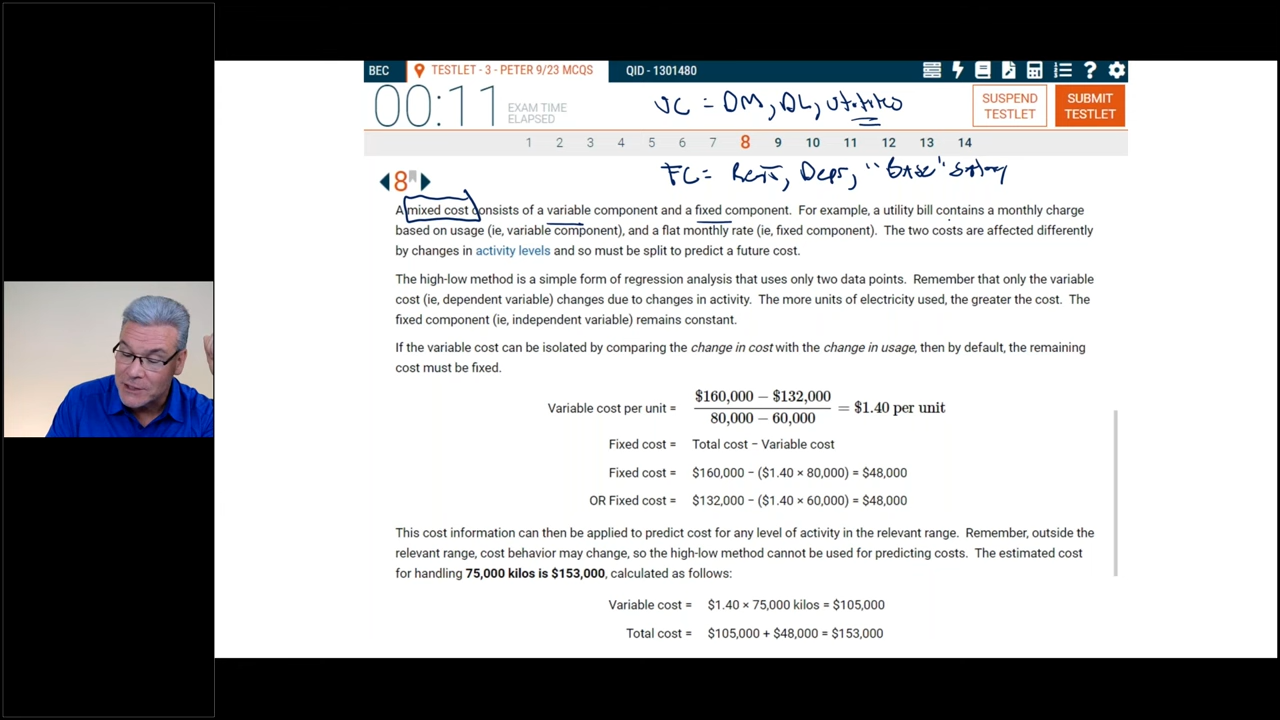 BEC TESTLET - 3 - PETER 9/23 MCQS QID - 1301480
00:11 EXAM TIME ELAPSED
VC = DM, DL, Utilities
SUSPEND TESTLET
SUBMIT TESTLET
1 2 3 4 5 6 7 8 9 10 11 12 13 14
8
FC = Rent, Depr, "Base" Salary
A mixed cost consists of a variable component and a fixed component. For example, a utility bill contains a monthly charge
based on usage (ie, variable component), and a flat monthly rate (ie, fixed component). The two costs are affected differently
by changes in activity levels and so must be split to predict a future cost.
The high-low method is a simple form of regression analysis that uses only two data points. Remember that only the variable
cost (ie, dependent variable) changes due to changes in activity. The more units of electricity used, the greater the cost. The
fixed component (ie, independent variable) remains constant.
If the variable cost can be isolated by comparing the change in cost with the change in usage, then by default, the remaining
cost must be fixed.
Variable cost per unit = $160,000 − $132,000 / 80,000 − 60,000 = $1.40 per unit
Fixed cost = Total cost − Variable cost
Fixed cost = $160,000 − ($1.40 × 80,000) = $48,000
OR Fixed cost = $132,000 − ($1.40 × 60,000) = $48,000
This cost information can then be applied to predict cost for any level of activity in the relevant range. Remember, outside the
relevant range, cost behavior may change, so the high-low method cannot be used for predicting costs. The estimated cost
for handling 75,000 kilos is $153,000, calculated as follows:
Variable cost = $1.40 × 75,000 kilos = $105,000
Total cost = $105,000 + $48,000 = $153,000